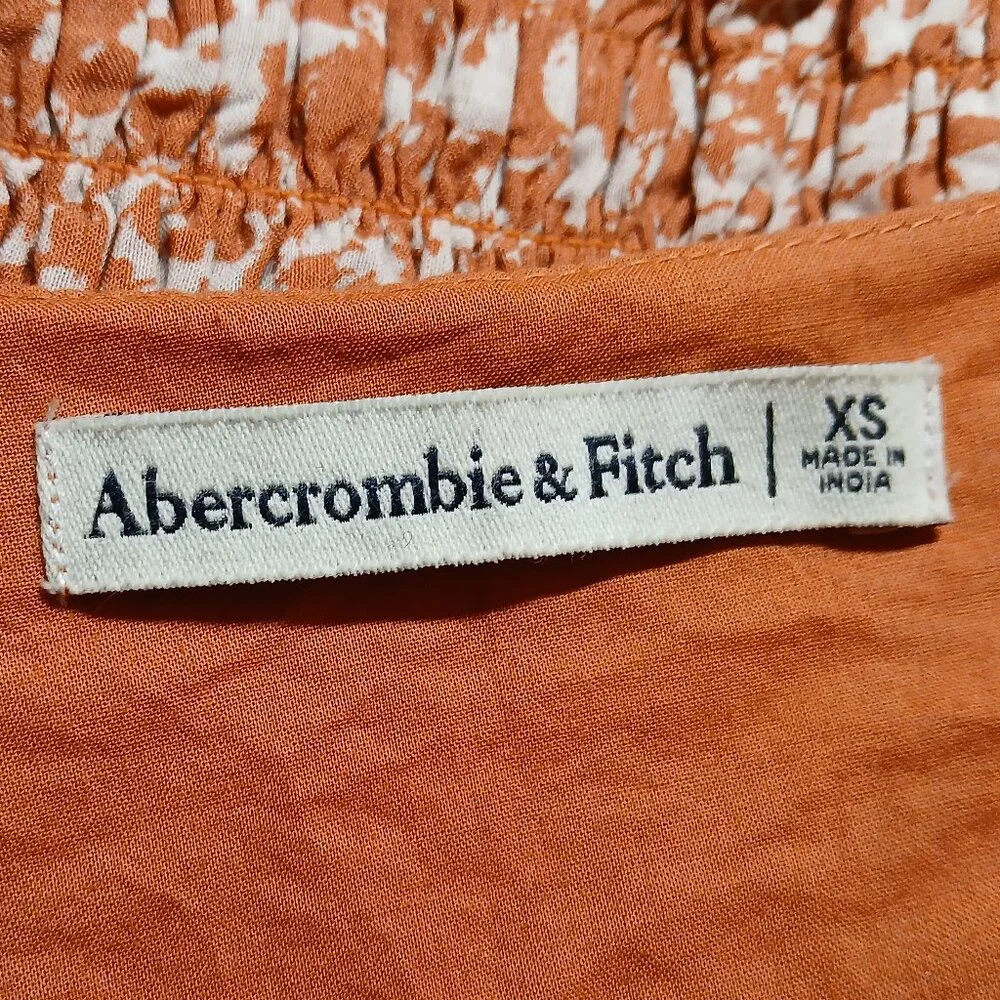 Abercrombie & Fitch | XS
MADE IN
INDIA